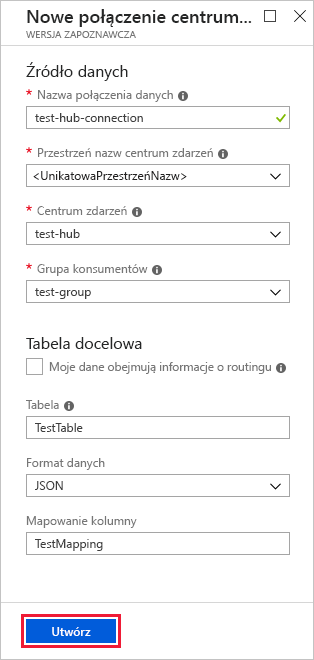 Nowe połączenie centrum...
WERSJA ZAPOZNAWCZA
Źródło danych
* Nazwa połączenia danych
test-hub-connection
* Przestrzeń nazw centrum zdarzeń
<UnikatowaPrzestrzeńNazw>
* Centrum zdarzeń
test-hub
* Grupa konsumentów
test-group
Tabela docelowa
Moje dane obejmują informacje o routingu
Tabela
TestTable
Format danych
JSON
Mapowanie kolumny
TestMapping
Utwórz